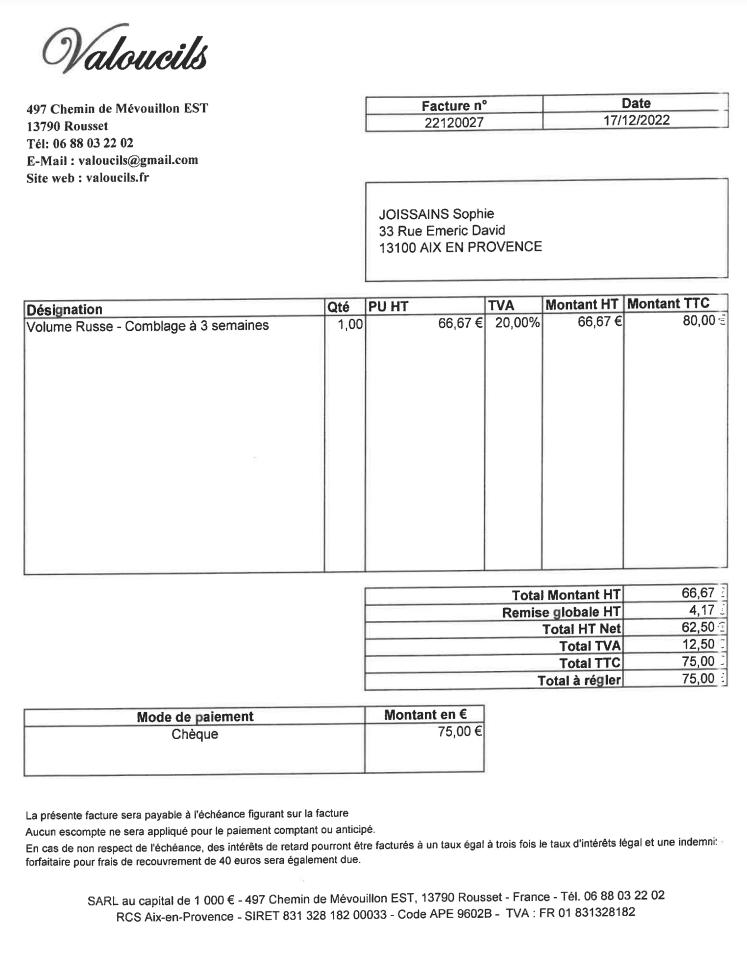 Valoucils
497 Chemin de Mévouillon EST
13790 Rousset
Tél: 06 88 03 22 02
E-Mail : valoucils@gmail.com
Site web : valoucils.fr
Facture n° Date
22120027 17/12/2022
JOISSAINS Sophie
33 Rue Emeric David
13100 AIX EN PROVENCE
Désignation Qté PU HT TVA Montant HT Montant TTC
Volume Russe - Comblage à 3 semaines 1,00 66,67 € 20,00% 66,67 € 80,00 €
Total Montant HT 66,67
Remise globale HT 4,17
Total HT Net 62,50
Total TVA 12,50
Total TTC 75,00
Total à régler 75,00
Mode de paiement Montant en €
Chèque 75,00 €
La présente facture sera payable à l'échéance figurant sur la facture
Aucun escompte ne sera appliqué pour le paiement comptant ou anticipé.
En cas de non respect de l'échéance, des intérêts de retard pourront être facturés à un taux égal à trois fois le taux d'intérêts légal et une indemni
forfaitaire pour frais de recouvrement de 40 euros sera également due.
SARL au capital de 1 000 € - 497 Chemin de Mévouillon EST, 13790 Rousset - France - Tél. 06 88 03 22 02
RCS Aix-en-Provence - SIRET 831 328 182 00033 - Code APE 9602B - TVA : FR 01 831328182